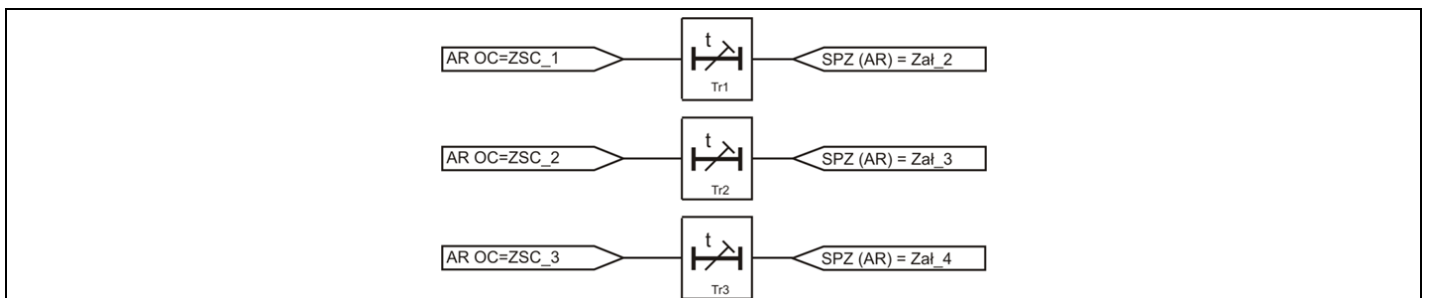 AR OC=ZSC_1
t
Tr1
SPZ (AR) = Zał_2
AR OC=ZSC_2
t
Tr2
SPZ (AR) = Zał_3
AR OC=ZSC_3
t
Tr3
SPZ (AR) = Zał_4